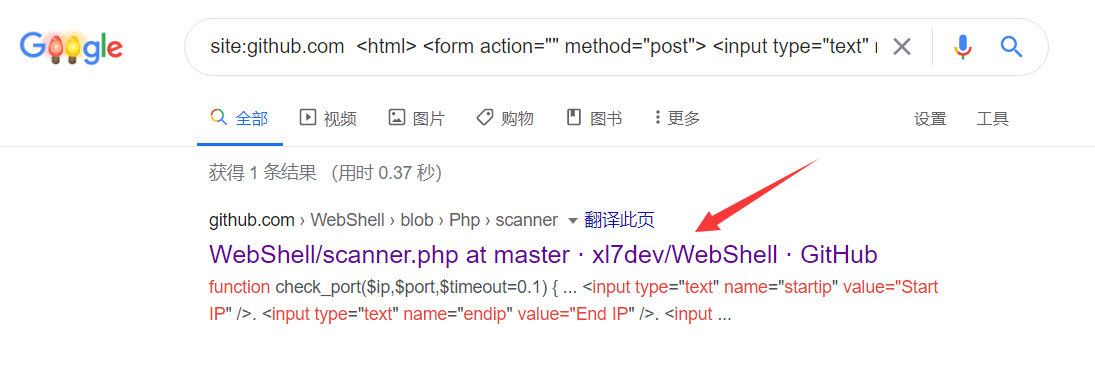 Google
site:github.com <html> <form action="" method="post"> <input type="text" r
全部 视频 图片 购物 图书 更多 设置 工具
获得 1 条结果 （用时 0.37 秒）
github.com › WebShell › blob › Php › scanner 翻译此页
WebShell/scanner.php at master · xl7dev/WebShell · GitHub
function check_port($ip,$port,$timeout=0.1) { ... <input type="text" name="startip" value="Start
IP" />. <input type="text" name="endip" value="End IP" />. <input ...